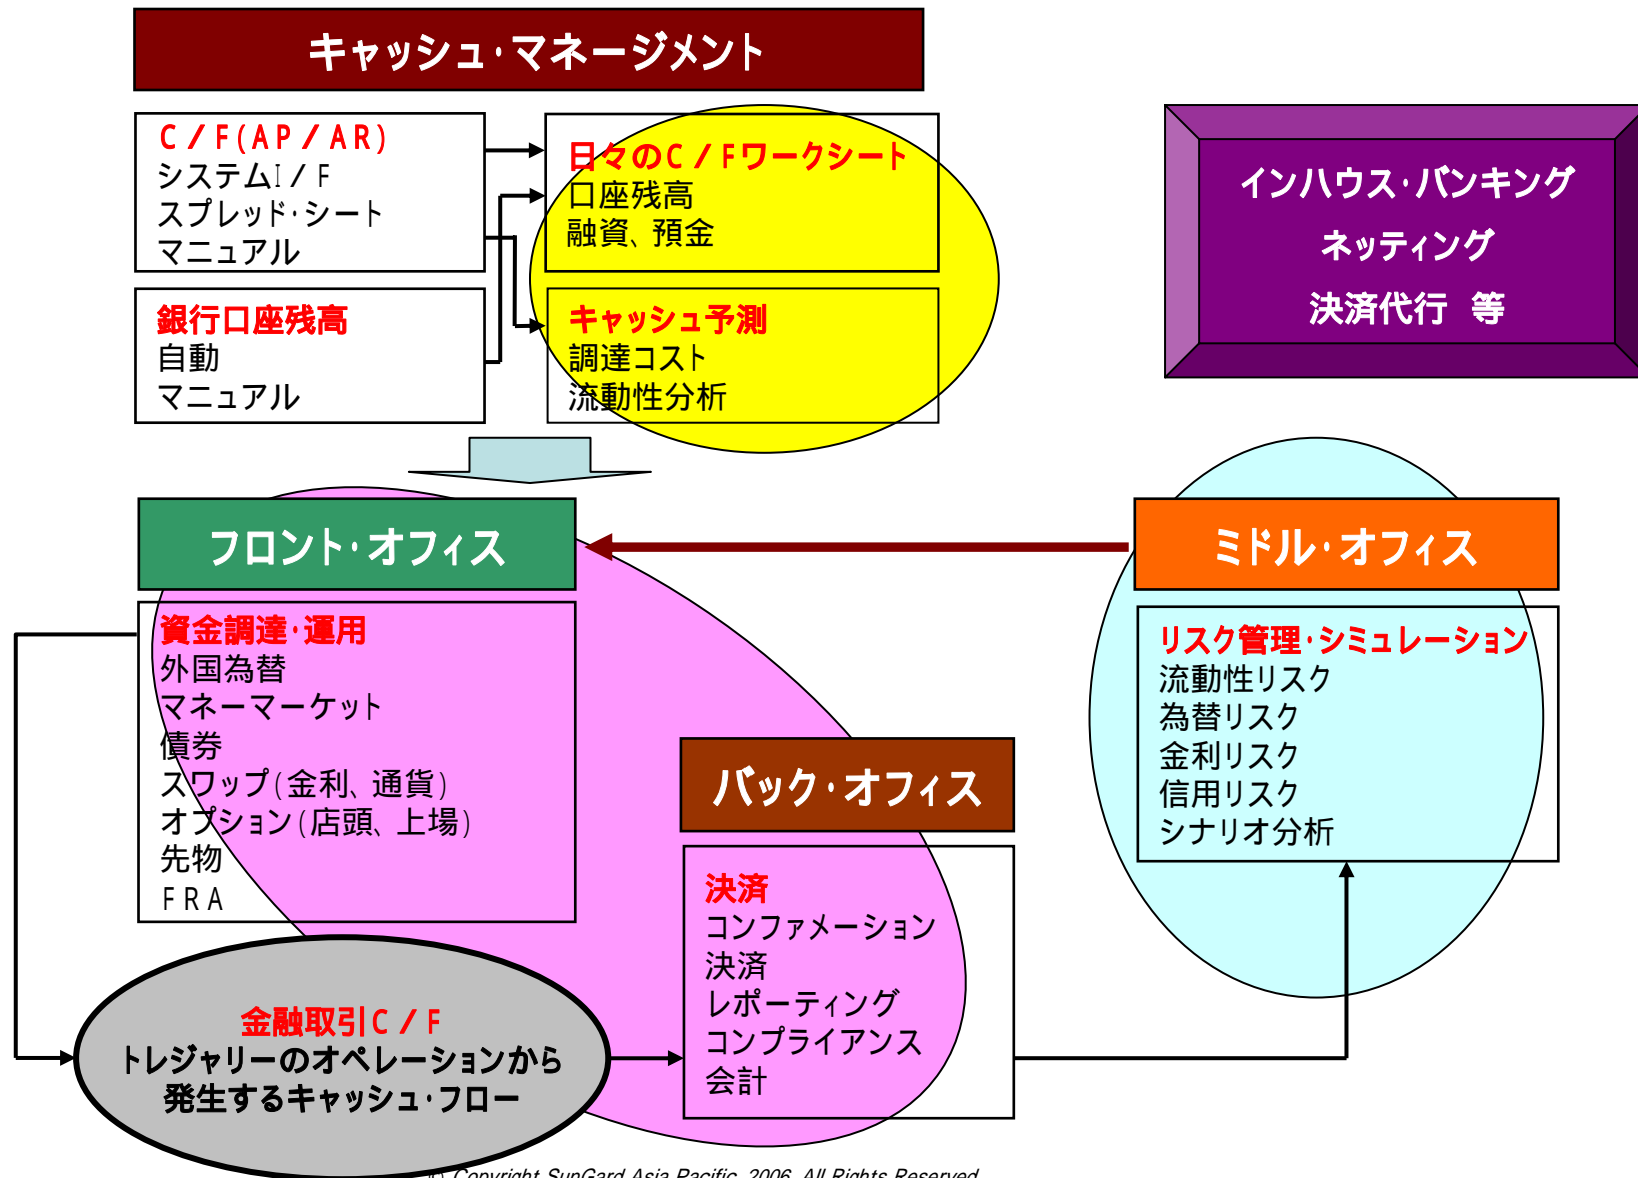 キャッシュ・マネージメント
C／F(AP／AR)
システムI／F
スプレッド・シート
マニュアル
銀行口座残高
自動
マニュアル
日々のC／Fワークシート
口座残高
融資、預金
キャッシュ予測
調達コスト
流動性分析
インハウス・バンキング
ネッティング
決済代行　等
フロント・オフィス
資金調達・運用
外国為替
マネーマーケット
債券
スワップ(金利、通貨)
オプション(店頭、上場)
先物
FRA
ミドル・オフィス
リスク管理・シミュレーション
流動性リスク
為替リスク
金利リスク
信用リスク
シナリオ分析
バック・オフィス
決済
コンファメーション
決済
レポーティング
コンプライアンス
会計
金融取引C／F
トレジャリーのオペレーションから
発生するキャッシュ・フロー
© Copyright SunGard Asia Pacific, 2006, All Rights Reserved